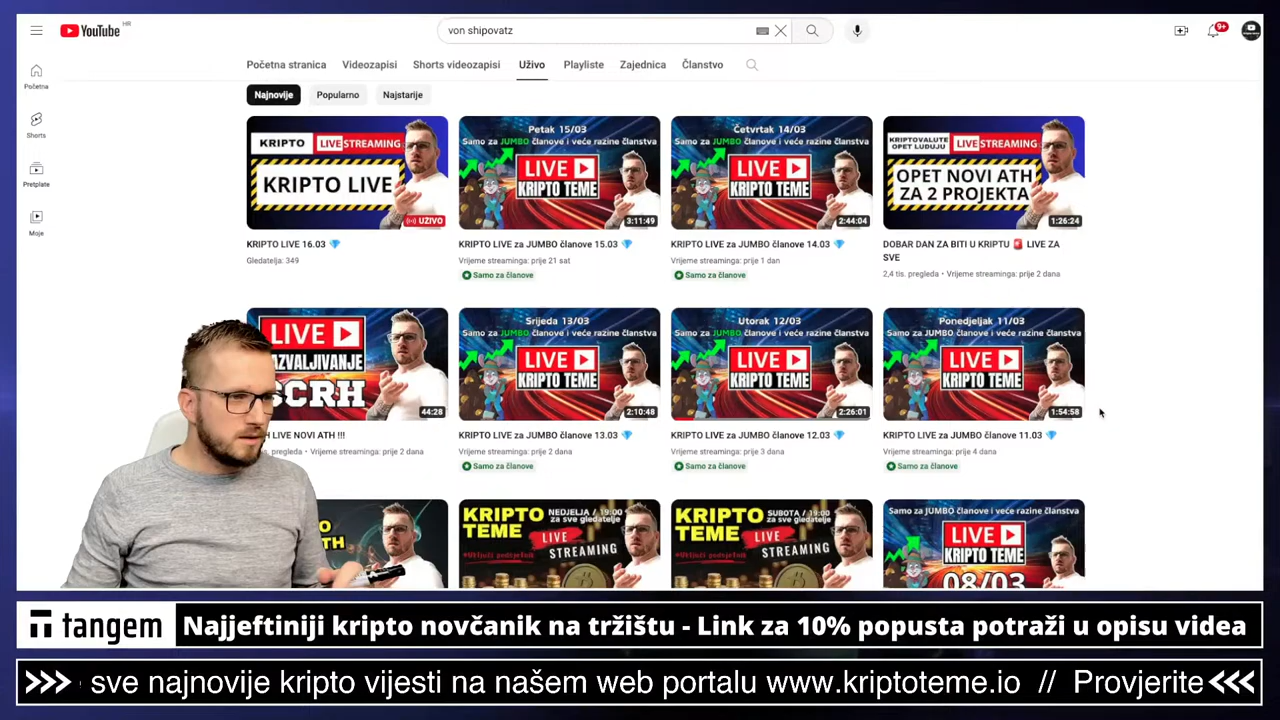 YouTube HR
von shipovatz
9+
Početna stranica
Videozapisi
Shorts videozapisi
Uživo
Playliste
Zajednica
Članstvo
Početna
Shorts
Pretplate
Moje
Najnovije
Popularno
Najstarije
KRIPTO LIVESTREAMING
KRIPTO LIVE
UŽIVO
KRIPTO LIVE 16.03
Gledatelja: 349
Petak 15/03
Samo za JUMBO članove i veće razine članstva
LIVE
KRIPTO TEME
3:11:49
KRIPTO LIVE za JUMBO članove 15.03
Vrijeme streaminga: prije 21 sat
Samo za članove
Četvrtak 14/03
Samo za JUMBO članove i veće razine članstva
LIVE
KRIPTO TEME
2:44:04
KRIPTO LIVE za JUMBO članove 14.03
Vrijeme streaminga: prije 1 dan
Samo za članove
KRIPTOVALUTE
OPET LUDUJU
LIVESTREAMING
OPET NOVI ATH
ZA 2 PROJEKTA
1:26:24
DOBAR DAN ZA BITI U KRIPTU LIVE ZA
SVE
2,4 tis. pregleda • Vrijeme streaminga: prije 2 dana
LIVE
AZVALJIVANJE
SCRH
44:28
H LIVE NOVI ATH !!!
pregleda • Vrijeme streaminga: prije 2 dana
Srijeda 13/03
Samo za JUMBO članove i veće razine članstva
LIVE
KRIPTO TEME
2:10:48
KRIPTO LIVE za JUMBO članove 13.03
Vrijeme streaminga: prije 2 dana
Samo za članove
Utorak 12/03
Samo za JUMBO članove i veće razine članstva
LIVE
KRIPTO TEME
2:26:01
KRIPTO LIVE za JUMBO članove 12.03
Vrijeme streaminga: prije 3 dana
Samo za članove
Ponedjeljak 11/03
Samo za JUMBO članove i veće razine članstva
LIVE
KRIPTO TEME
1:54:58
KRIPTO LIVE za JUMBO članove 11.03
Vrijeme streaminga: prije 4 dana
Samo za članove
KRIPTO
TEME
NEDJELJA / 19:00
za sve gledatelje
LIVE
STREAMING
KRIPTO
TEME
SUBOTA / 19:00
za sve gledatelje
LIVE
STREAMING
Samo za JUMBO članove i veće razine članstva
LIVE
KRIPTO TEME
08/03
tangem
Najjeftiniji kripto novčanik na tržištu - Link za 10% popusta potraži u opisu videa
sve najnovije kripto vijesti na našem web portalu www.kriptoteme.io // Provjerite